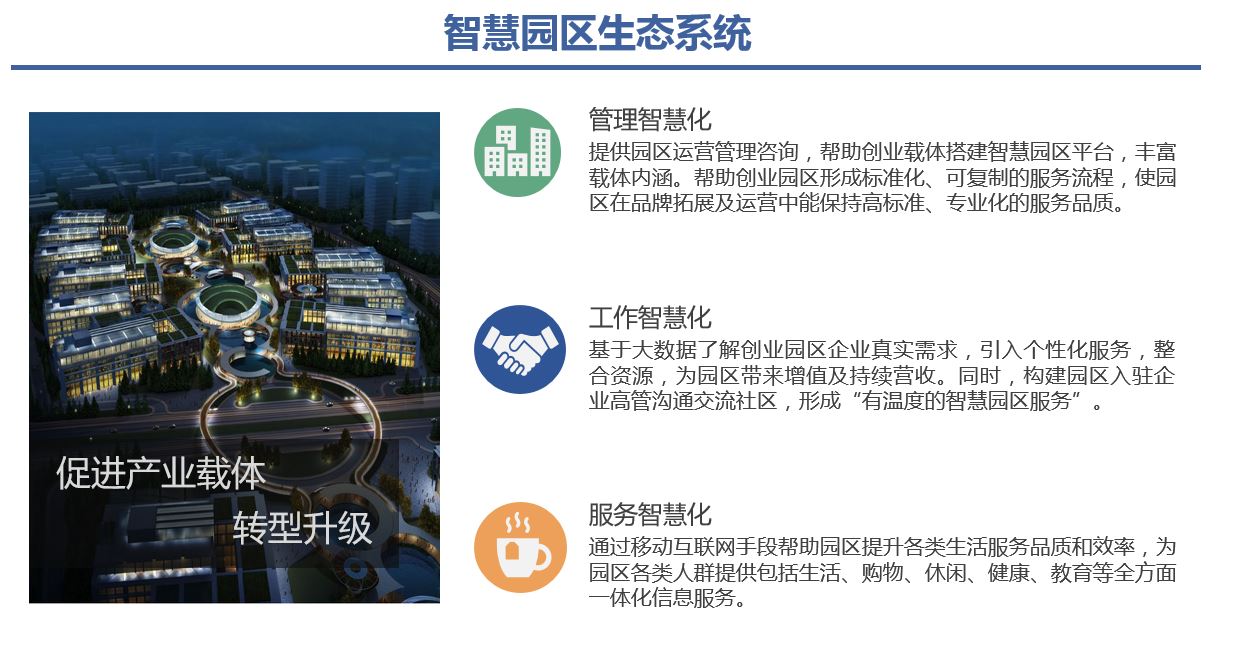 智慧园区生态系统
促进产业载体
转型升级
管理智慧化
提供园区运营管理咨询，帮助创业载体搭建智慧园区平台，丰富
载体内涵。帮助创业园区形成标准化、可复制的服务流程，使园
区在品牌拓展及运营中能保持高标准、专业化的服务品质。
工作智慧化
基于大数据了解创业园区企业真实需求，引入个性化服务，整
合资源，为园区带来增值及持续营收。同时，构建园区入驻企
业高管沟通交流社区，形成“有温度的智慧园区服务”。
服务智慧化
通过移动互联网手段帮助园区提升各类生活服务品质和效率，为
园区各类人群提供包括生活、购物、休闲、健康、教育等全方面
一体化信息服务。